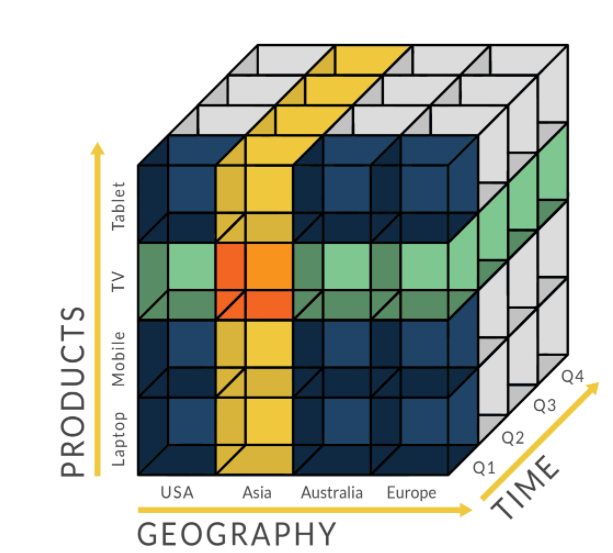 PRODUCTS
Tablet
TV
Mobile
Laptop
USA Asia Australia Europe
GEOGRAPHY
Q1
Q2
Q3
Q4
TIME